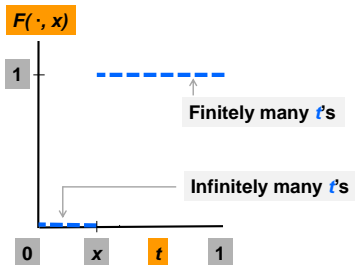 F( ·, x)
1
Finitely many t's
Infinitely many t's
0 x t 1